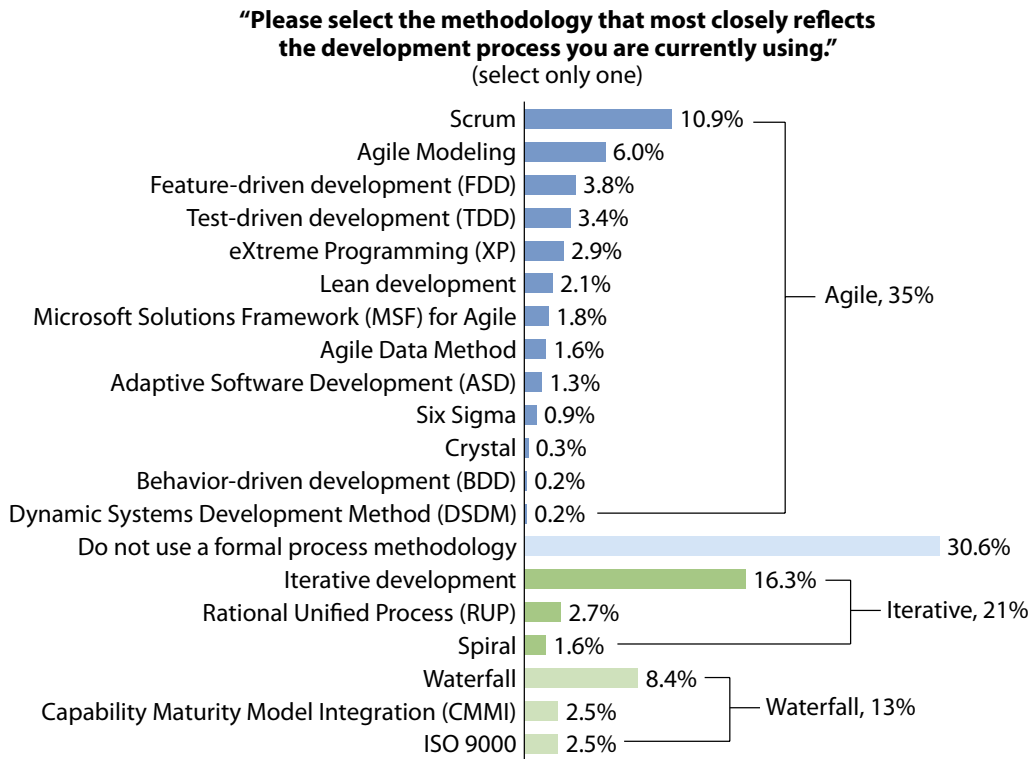 “Please select the methodology that most closely reflects
the development process you are currently using.”
(select only one)
Scrum 10.9%
Agile Modeling 6.0%
Feature-driven development (FDD) 3.8%
Test-driven development (TDD) 3.4%
eXtreme Programming (XP) 2.9%
Lean development 2.1%
Agile, 35%
Microsoft Solutions Framework (MSF) for Agile 1.8%
Agile Data Method 1.6%
Adaptive Software Development (ASD) 1.3%
Six Sigma 0.9%
Crystal 0.3%
Behavior-driven development (BDD) 0.2%
Dynamic Systems Development Method (DSDM) 0.2%
Do not use a formal process methodology 30.6%
Iterative development 16.3%
Rational Unified Process (RUP) 2.7%
Iterative, 21%
Spiral 1.6%
Waterfall 8.4%
Capability Maturity Model Integration (CMMI) 2.5%
Waterfall, 13%
ISO 9000 2.5%